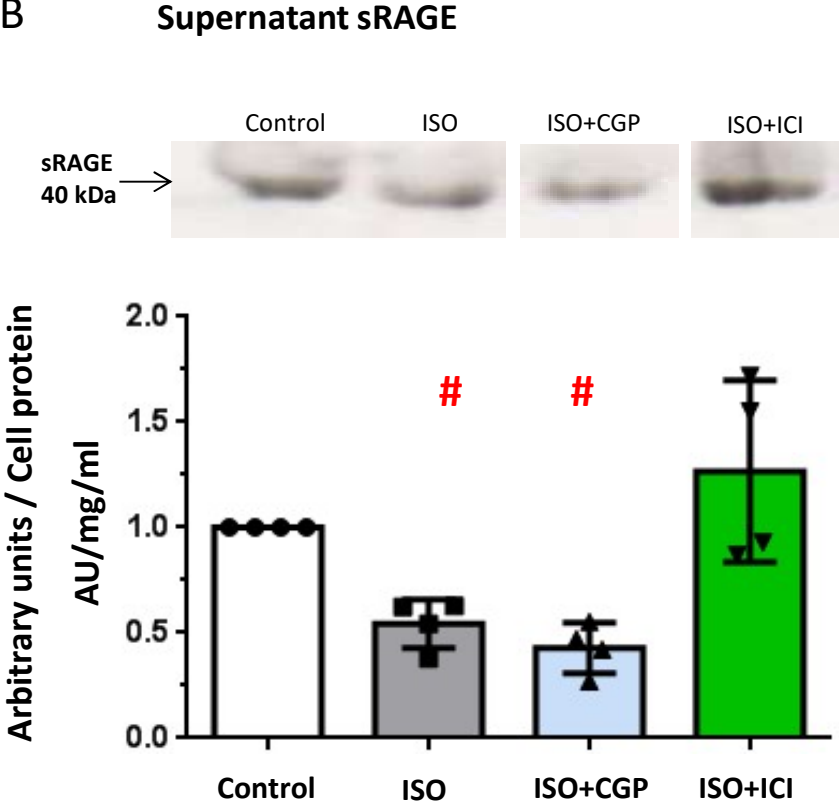 B
Supernatant sRAGE
Control ISO ISO+CGP ISO+ICI
sRAGE
40 kDa
Arbitrary units / Cell protein
AU/mg/ml
2.0
# #
1.5
1.0
0.5
0.0
Control ISO ISO+CGP ISO+ICI